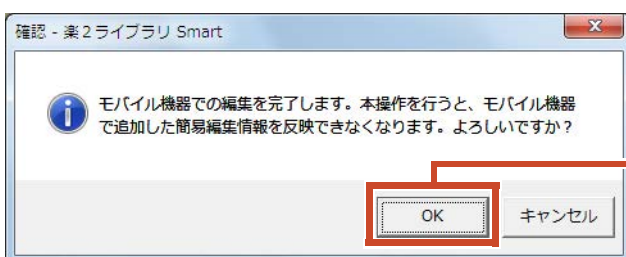 確認 - 楽2ライブラリ Smart
モバイル機器での編集を完了します。本操作を行うと、モバイル機器
で追加した簡易編集情報を反映できなくなります。よろしいですか？
OK
キャンセル